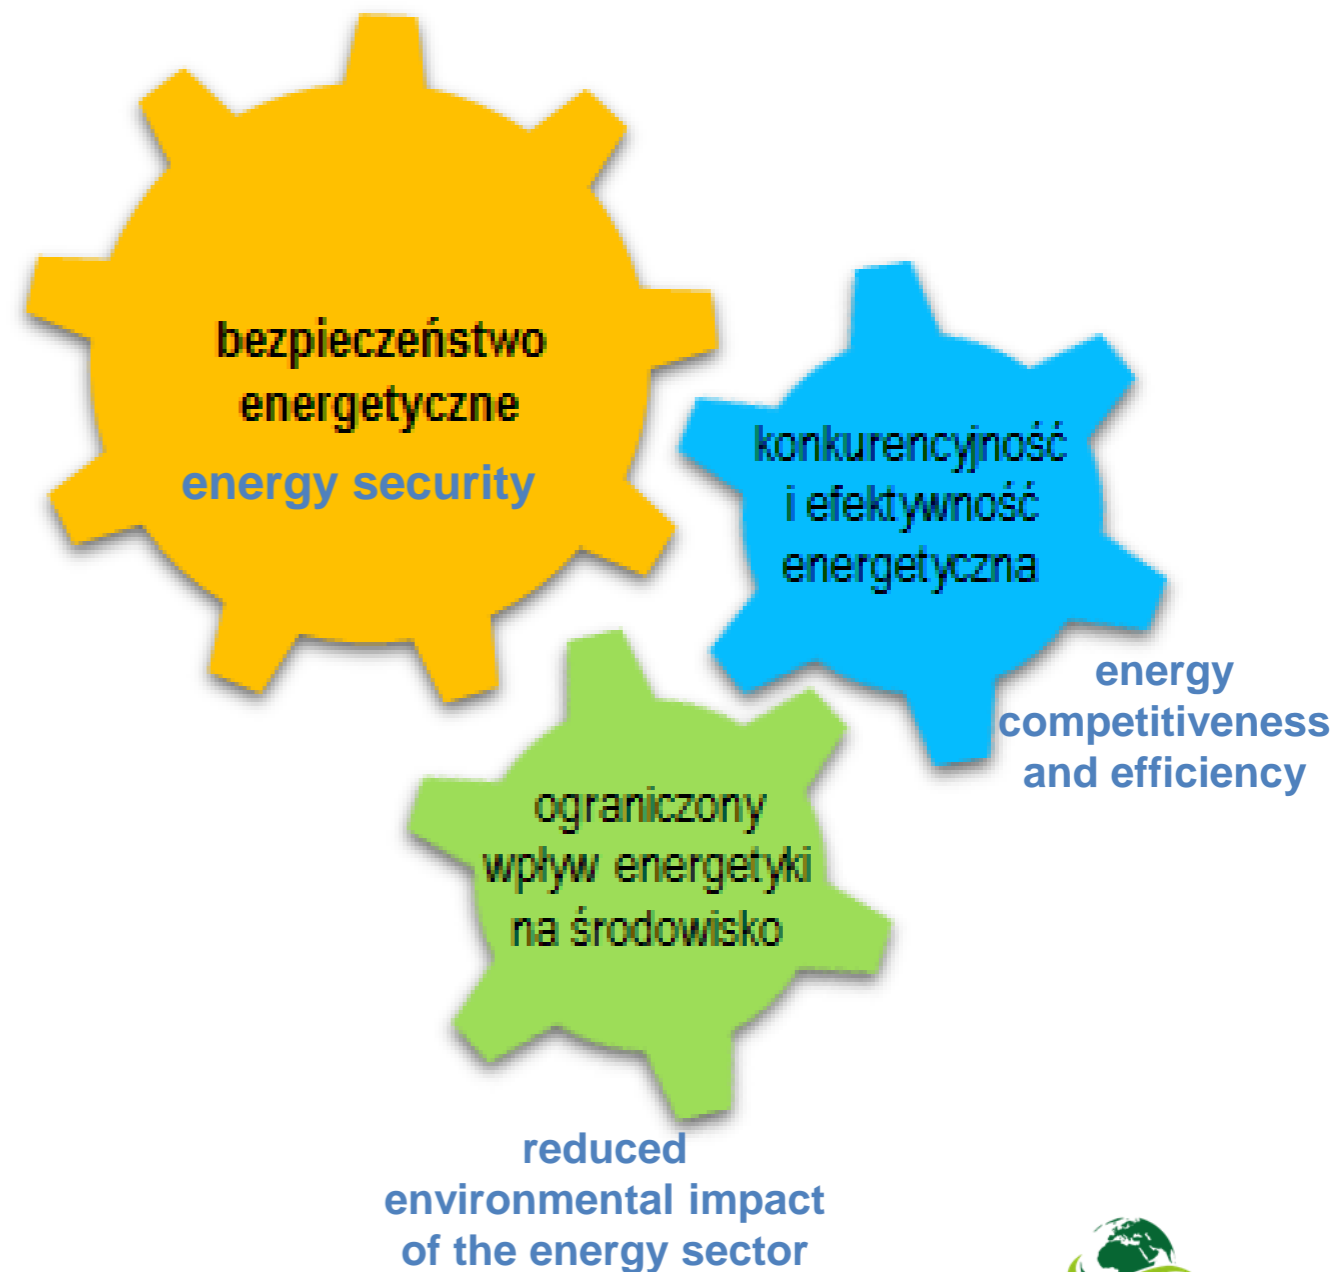 bezpieczeństwo
energetyczne
energy security
konkurencyjność
i efektywność
energetyczna
energy
competitiveness
and efficiency
ograniczony
wpływ energetyki
na środowisko
reduced
environmental impact
of the energy sector